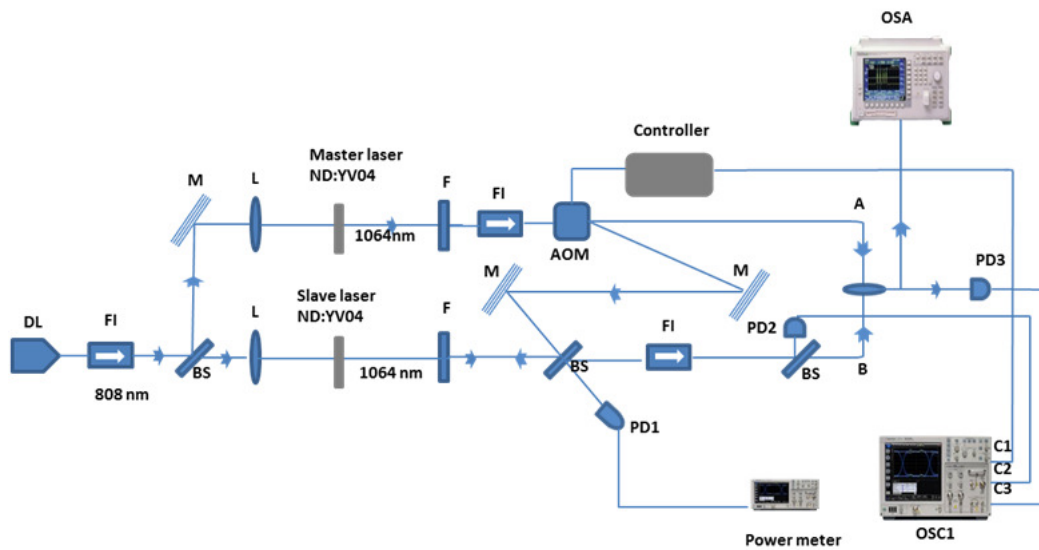 OSA
Controller
Master laser
ND:YV04
M
L
F
FI
A
1064nm
AOM
M
M
PD3
Slave laser
ND:YV04
L
F
FI
PD2
DL
FI
BS
1064 nm
BS
BS
B
808 nm
PD1
C1
C2
C3
Power meter
OSC1